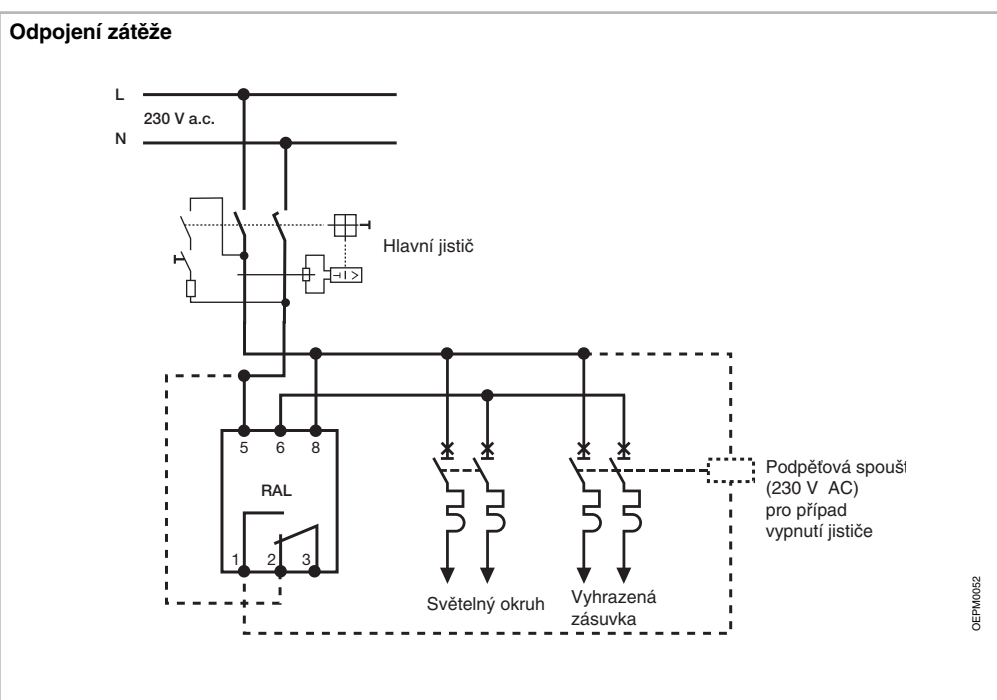 Odpojení zátěže
L
230 V a.c.
N
Hlavní jistič
5 6 8
RAL
1 2 3
Světelný okruh
Vyhrazená
zásuvka
Podpěťová spoušť
(230 V AC)
pro případ
vypnutí jističe
OEPM0052